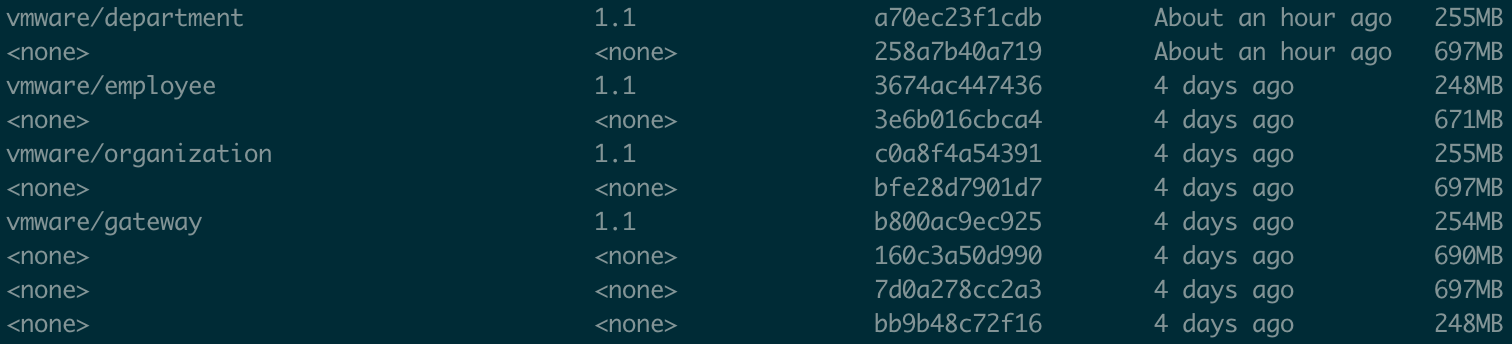 vmware/department 1.1 a70ec23f1cdb About an hour ago 255MB
<none> <none> 258a7b40a719 About an hour ago 697MB
vmware/employee 1.1 3674ac447436 4 days ago 248MB
<none> <none> 3e6b016cbca4 4 days ago 671MB
vmware/organization 1.1 c0a8f4a54391 4 days ago 255MB
<none> <none> bfe28d7901d7 4 days ago 697MB
vmware/gateway 1.1 b800ac9ec925 4 days ago 254MB
<none> <none> 160c3a50d990 4 days ago 690MB
<none> <none> 7d0a278cc2a3 4 days ago 697MB
<none> <none> bb9b48c72f16 4 days ago 248MB